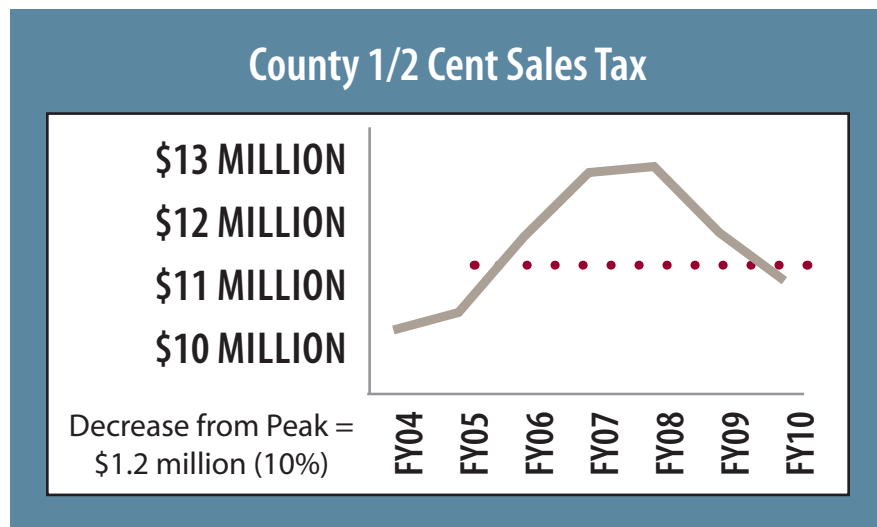 County 1/2 Cent Sales Tax
$13 MILLION
$12 MILLION
$11 MILLION
$10 MILLION
Decrease from Peak =
$1.2 million (10%)
FY04
FY05
FY06
FY07
FY08
FY09
FY10